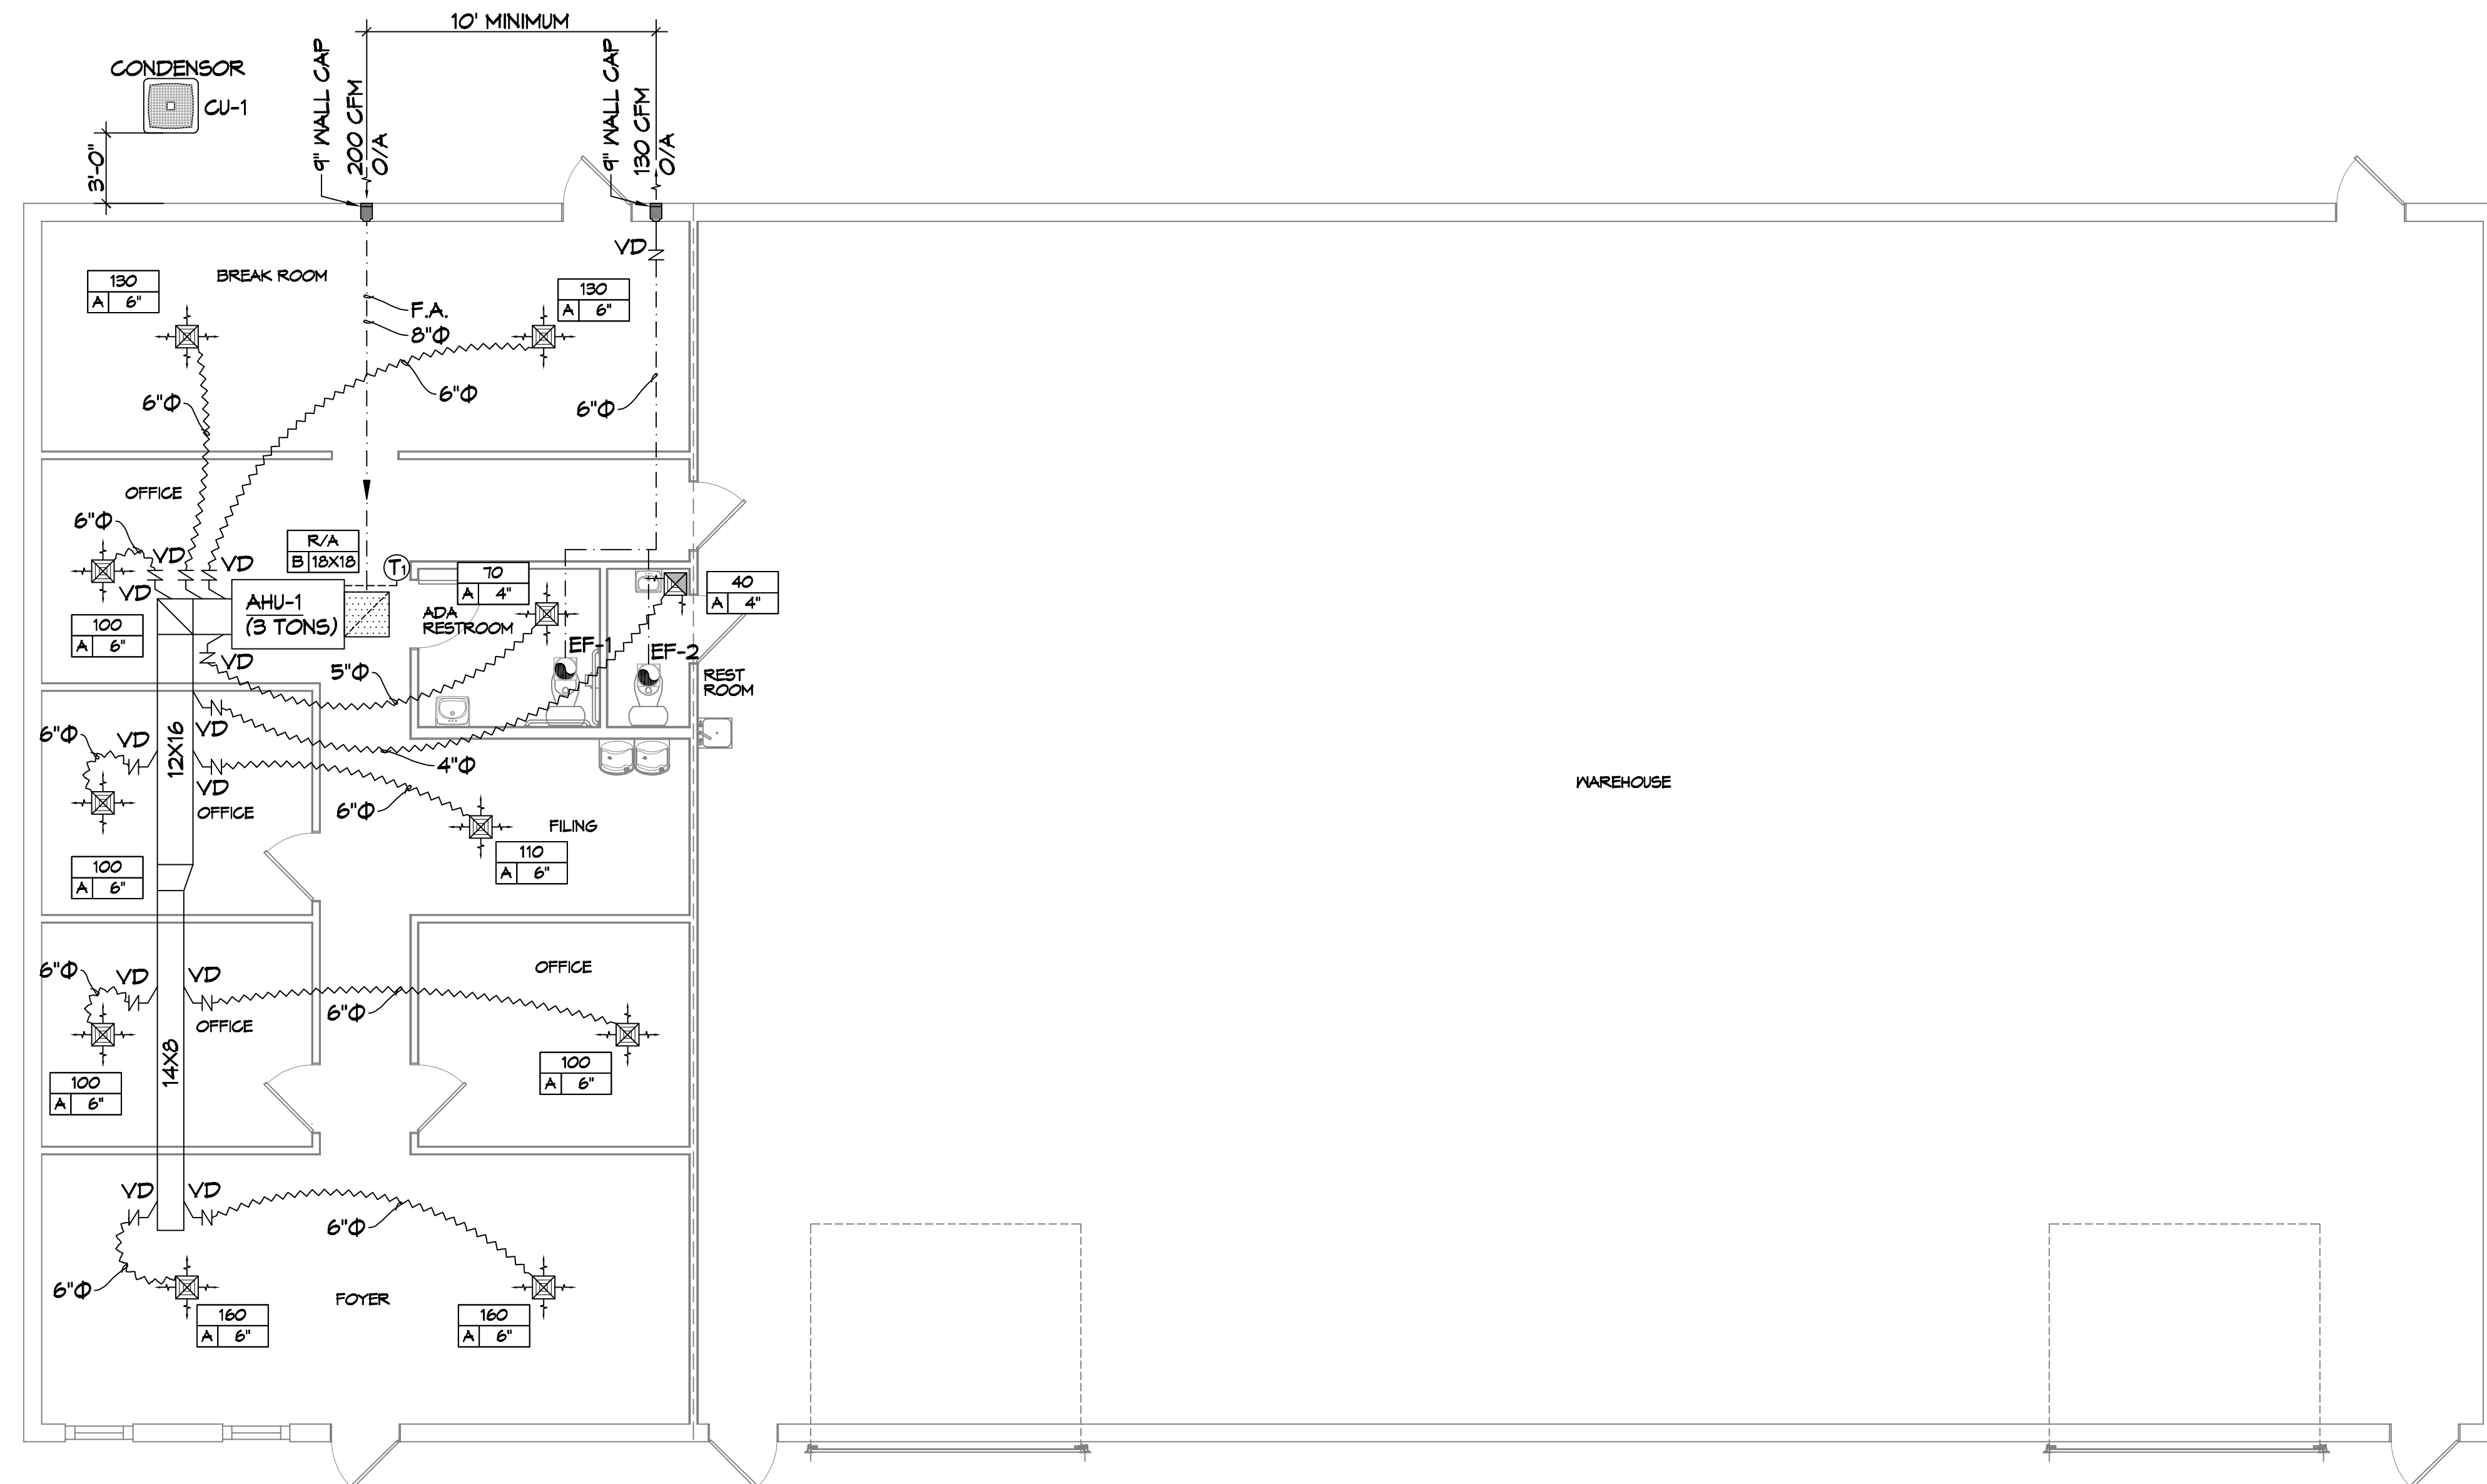 10' MINIMUM
CONDENSOR
CU-1
3'-0"
9" WALL CAP
200 CFM
O/A
9" WALL CAP
130 CFM
O/A
VD
BREAK ROOM
130
A 6"
130
A 6"
F.A.
8"Φ
6"Φ
6"Φ
6"Φ
OFFICE
6"Φ
VD
VD
VD
R/A
B 18X18
T1
AHU-1
(3 TONS)
100
A 6"
VD
70
A 4"
ADA
RESTROOM
40
A 4"
EF-1
EF-2
REST
ROOM
5"Φ
6"Φ
VD
VD
12X16
VD
4"Φ
6"Φ
OFFICE
FILING
110
A 6"
100
A 6"
WAREHOUSE
6"Φ
VD
VD
OFFICE
6"Φ
OFFICE
14X8
100
A 6"
100
A 6"
VD
VD
6"Φ
6"Φ
FOYER
160
A 6"
160
A 6"